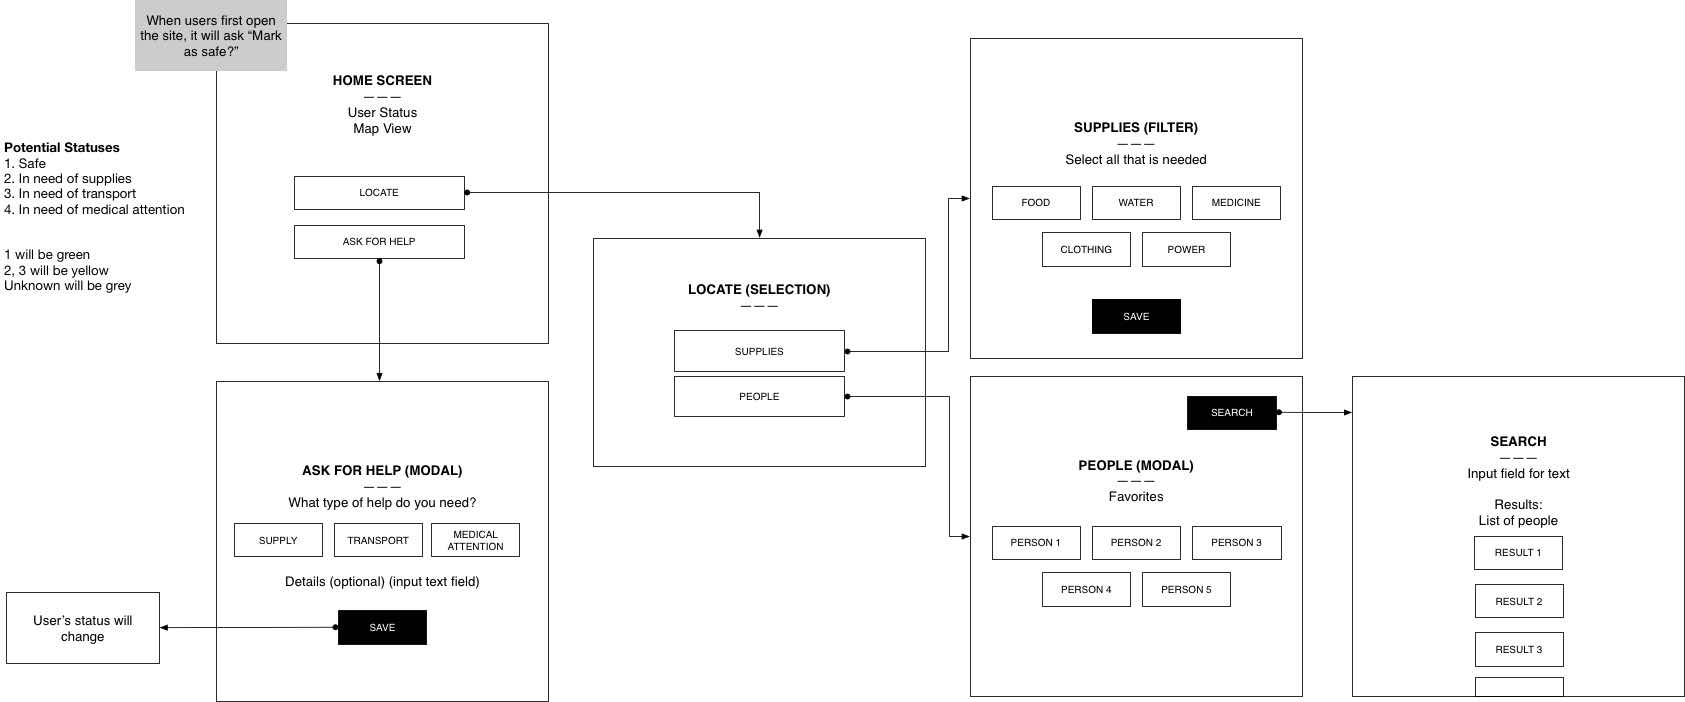 When users first open
the site, it will ask “Mark
as safe?”
HOME SCREEN
— — —
User Status
Map View
LOCATE
ASK FOR HELP
Potential Statuses
1. Safe
2. In need of supplies
3. In need of transport
4. In need of medical attention
1 will be green
2, 3 will be yellow
Unknown will be grey
ASK FOR HELP (MODAL)
— — —
What type of help do you need?
SUPPLY
TRANSPORT
MEDICAL
ATTENTION
Details (optional) (input text field)
SAVE
User’s status will
change
LOCATE (SELECTION)
— — —
SUPPLIES
PEOPLE
SUPPLIES (FILTER)
— — —
Select all that is needed
FOOD
WATER
MEDICINE
CLOTHING
POWER
SAVE
SEARCH
PEOPLE (MODAL)
— — —
Favorites
PERSON 1
PERSON 2
PERSON 3
PERSON 4
PERSON 5
SEARCH
— — —
Input field for text
Results:
List of people
RESULT 1
RESULT 2
RESULT 3